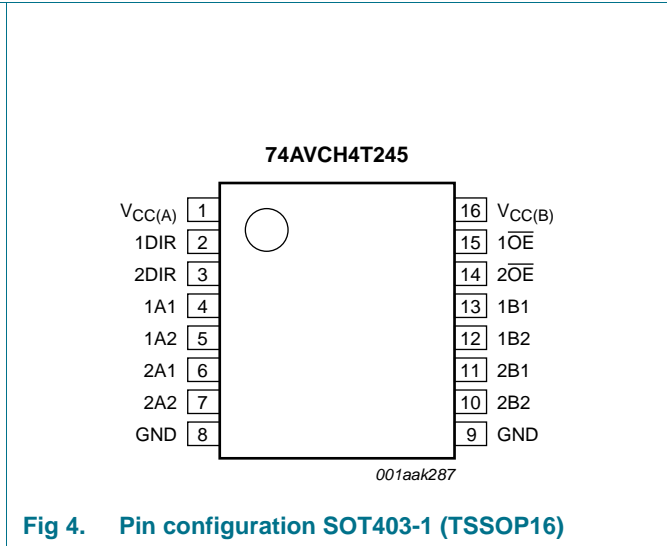 74AVCH4T245
VCC(A) 1 16 VCC(B)
1DIR 2 15 1O̅E̅
2DIR 3 14 2O̅E̅
1A1 4 13 1B1
1A2 5 12 1B2
2A1 6 11 2B1
2A2 7 10 2B2
GND 8 9 GND
001aak287
Fig 4. Pin configuration SOT403-1 (TSSOP16)